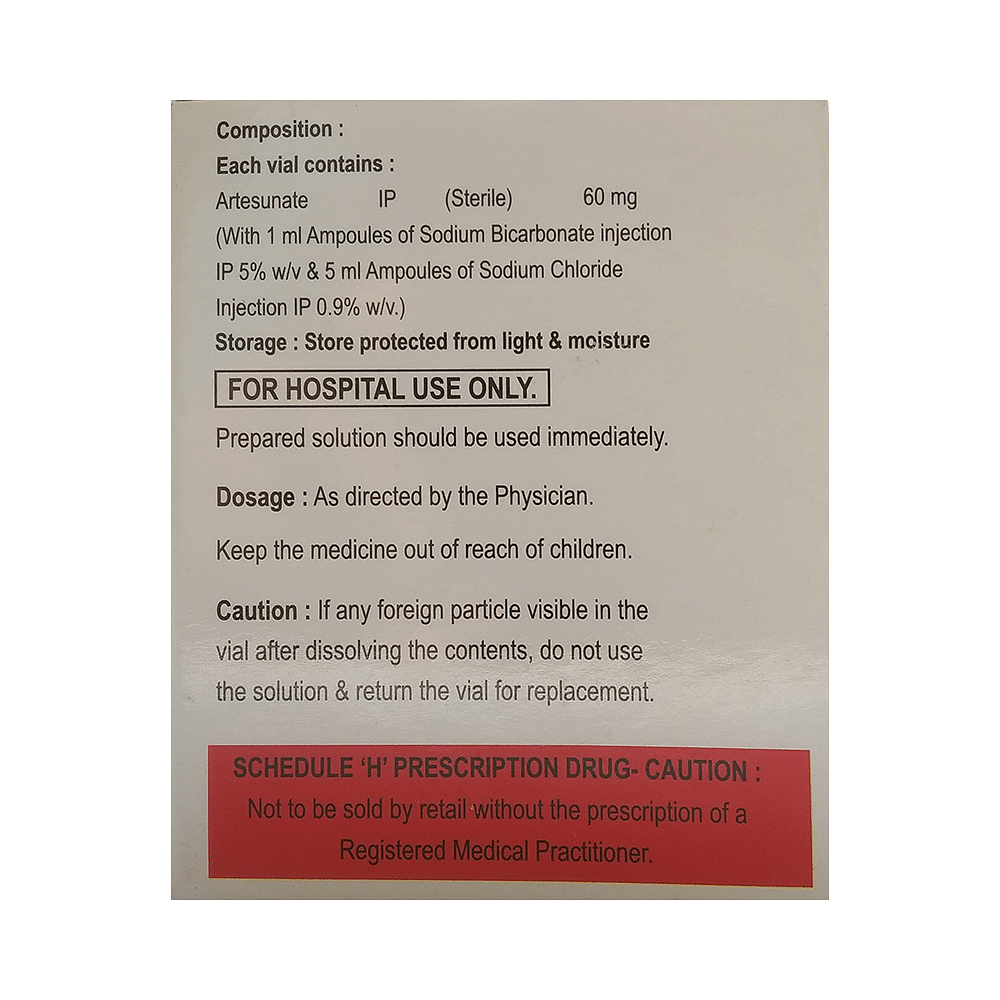 Composition :
Each vial contains :
Artesunate IP (Sterile) 60 mg
(With 1 ml Ampoules of Sodium Bicarbonate injection
IP 5% w/v & 5 ml Ampoules of Sodium Chloride
Injection IP 0.9% w/v.)
Storage : Store protected from light & moisture
FOR HOSPITAL USE ONLY.
Prepared solution should be used immediately.
Dosage : As directed by the Physician.
Keep the medicine out of reach of children.
Caution : If any foreign particle visible in the
vial after dissolving the contents, do not use
the solution & return the vial for replacement.
SCHEDULE ‘H’ PRESCRIPTION DRUG- CAUTION :
Not to be sold by retail without the prescription of a
Registered Medical Practitioner.